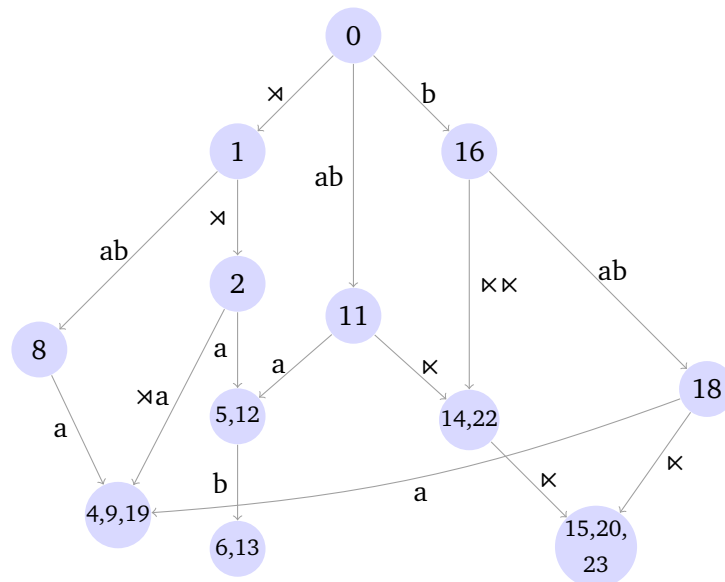 0
⋊
b
1
16
ab
⋊
ab
ab
2
⋉⋉
11
8
a
a
⋉
18
⋊a
5,12
14,22
a
b
⋉
⋉
a
4,9,19
15,20,
23
6,13